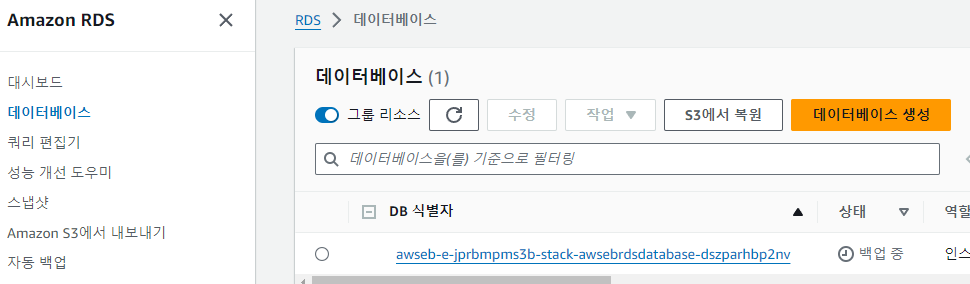 Amazon RDS
대시보드
데이터베이스
쿼리 편집기
성능 개선 도우미
스냅샷
Amazon S3에서 내보내기
자동 백업
RDS 데이터베이스
데이터베이스 (1)
그룹 리소스 수정 작업 S3에서 복원 데이터베이스 생성
데이터베이스을(를) 기준으로 필터링
DB 식별자 상태 역할
awseb-e-jprbmpms3b-stack-awsebrdsdatabase-dszparhbp2nv 백업 중 인스